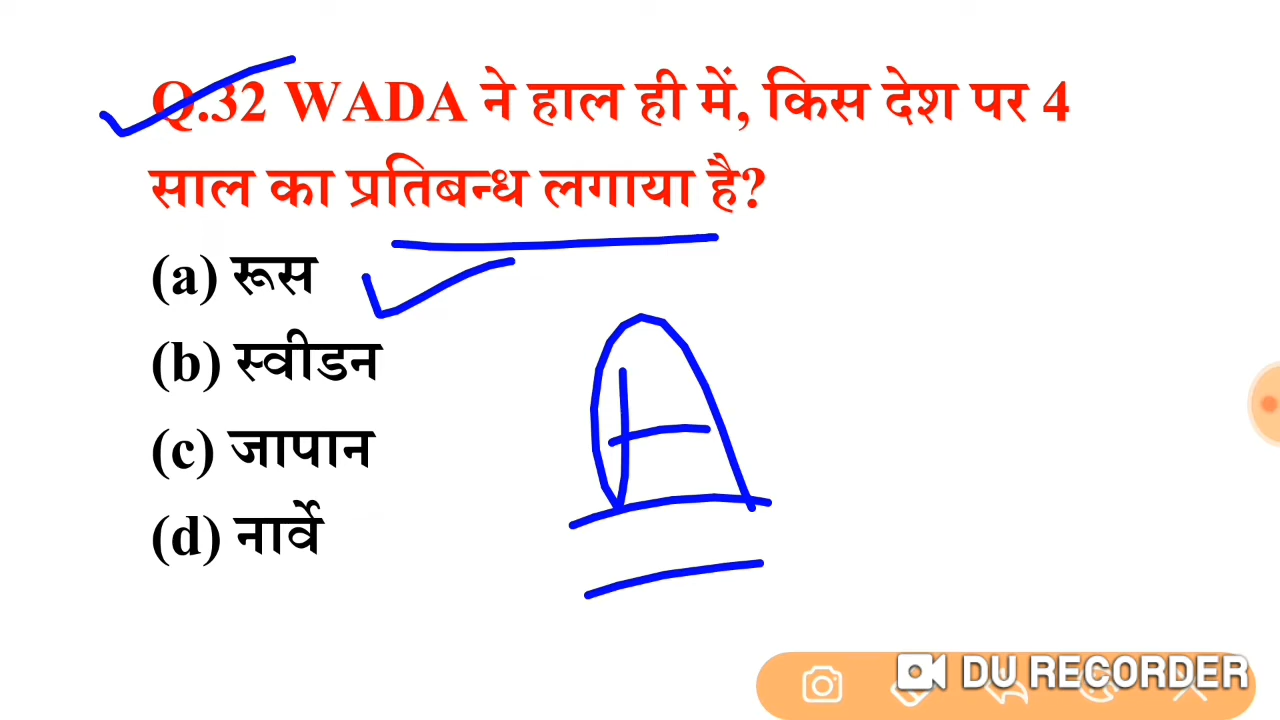 Q.32 WADA ने हाल ही में, किस देश पर 4
साल का प्रतिबन्ध लगाया है?
(a) रूस
(b) स्वीडन
(c) जापान
(d) नार्वे
A
DU RECORDER